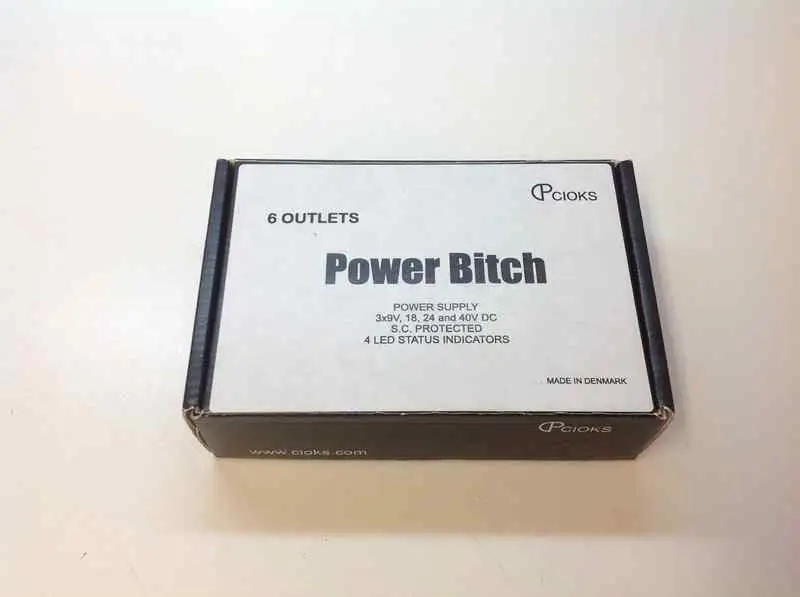 CIOKS
6 OUTLETS
Power Bitch
POWER SUPPLY
3x9V, 18, 24 and 40V DC
S.C. PROTECTED
4 LED STATUS INDICATORS
MADE IN DENMARK
CIOKS
www.cioks.com